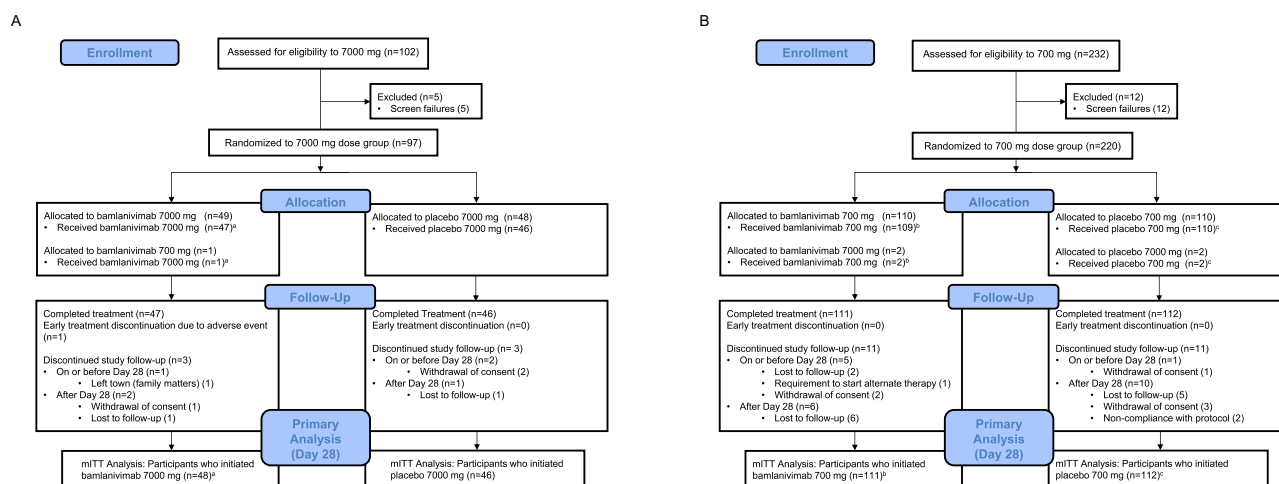 A
Enrollment
Assessed for eligibility to 7000 mg (n=102)
Excluded (n=5)
• Screen failures (5)
Randomized to 7000 mg dose group (n=97)
Allocation
Allocated to bamlanivimab 7000 mg (n=49)
• Received bamlanivimab 7000 mg (n=47)ᵃ
Allocated to bamlanivimab 700 mg (n=1)
• Received bamlanivimab 7000 mg (n=1)ᵃ
Allocated to placebo 7000 mg (n=48)
• Received placebo 7000 mg (n=46)
Follow-Up
Completed treatment (n=47)
Early treatment discontinuation due to adverse event
(n=1)
Discontinued study follow-up (n=3)
• On or before Day 28 (n=1)
• Left town (family matters) (1)
• After Day 28 (n=2)
• Withdrawal of consent (1)
• Lost to follow-up (1)
Completed Treatment (n=46)
Early treatment discontinuation (n=0)
Discontinued study follow-up (n= 3)
• On or before Day 28 (n=2)
• Withdrawal of consent (2)
• After Day 28 (n=1)
• Lost to follow-up (1)
Primary
Analysis
(Day 28)
mITT Analysis: Participants who initiated
bamlanivimab 7000 mg (n=48)ᵃ
mITT Analysis: Participants who initiated
placebo 7000 mg (n=46)
B
Enrollment
Assessed for eligibility to 700 mg (n=232)
Excluded (n=12)
• Screen failures (12)
Randomized to 700 mg dose group (n=220)
Allocation
Allocated to bamlanivimab 700 mg (n=110)
• Received bamlanivimab 700 mg (n=109)ᵇ
Allocated to bamlanivimab 7000 mg (n=2)
• Received bamlanivimab 700 mg (n=2)ᵇ
Allocated to placebo 700 mg (n=110)
• Received placebo 700 mg (n=110)ᶜ
Allocated to placebo 7000 mg (n=2)
• Received placebo 700 mg (n=2)ᶜ
Follow-Up
Completed treatment (n=111)
Early treatment discontinuation (n=0)
Discontinued study follow-up (n=11)
• On or before Day 28 (n=5)
• Lost to follow-up (2)
• Requirement to start alternate therapy (1)
• Withdrawal of consent (2)
• After Day 28 (n=6)
• Lost to follow-up (6)
Completed treatment (n=112)
Early treatment discontinuation (n=0)
Discontinued study follow-up (n=11)
• On or before Day 28 (n=1)
• Withdrawal of consent (1)
• After Day 28 (n=10)
• Lost to follow-up (5)
• Withdrawal of consent (3)
• Non-compliance with protocol (2)
Primary
Analysis
(Day 28)
mITT Analysis: Participants who initiated
bamlanivimab 700 mg (n=111)ᵇ
mITT Analysis: Participants who initiated
placebo 700 mg (n=112)ᶜ